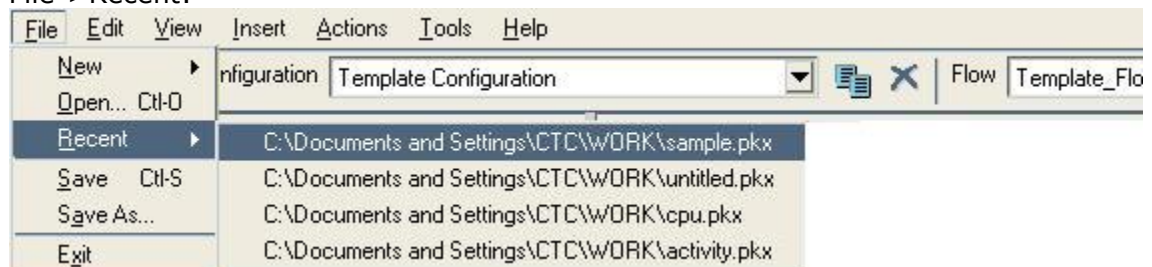 File Edit View Insert Actions Tools Help
New
nfiguration Template Configuration Flow Template_Flo
Open... Ctl-O
Recent
C:\Documents and Settings\CTC\WORK\sample.pkx
Save Ctl-S
C:\Documents and Settings\CTC\WORK\untitled.pkx
Save As...
C:\Documents and Settings\CTC\WORK\cpu.pkx
Exit
C:\Documents and Settings\CTC\WORK\activity.pkx